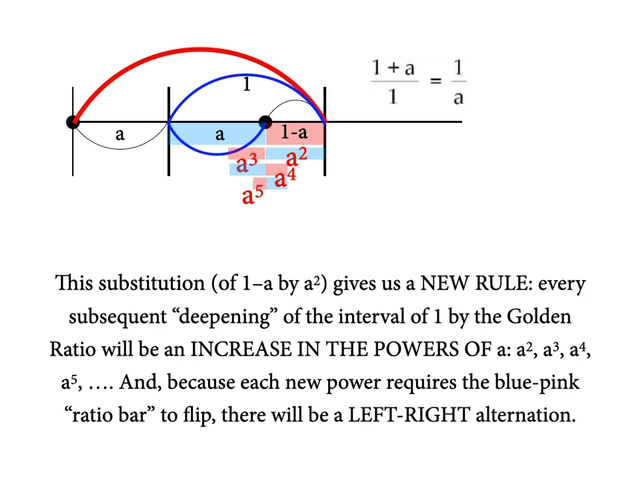 1
1 + a
1
=
1
a
a
a
1-a
a³
a²
a⁴
a⁵
This substitution (of 1–a by a²) gives us a NEW RULE: every
subsequent “deepening” of the interval of 1 by the Golden
Ratio will be an INCREASE IN THE POWERS OF a: a², a³, a⁴,
a⁵, …. And, because each new power requires the blue-pink
“ratio bar” to flip, there will be a LEFT-RIGHT alternation.